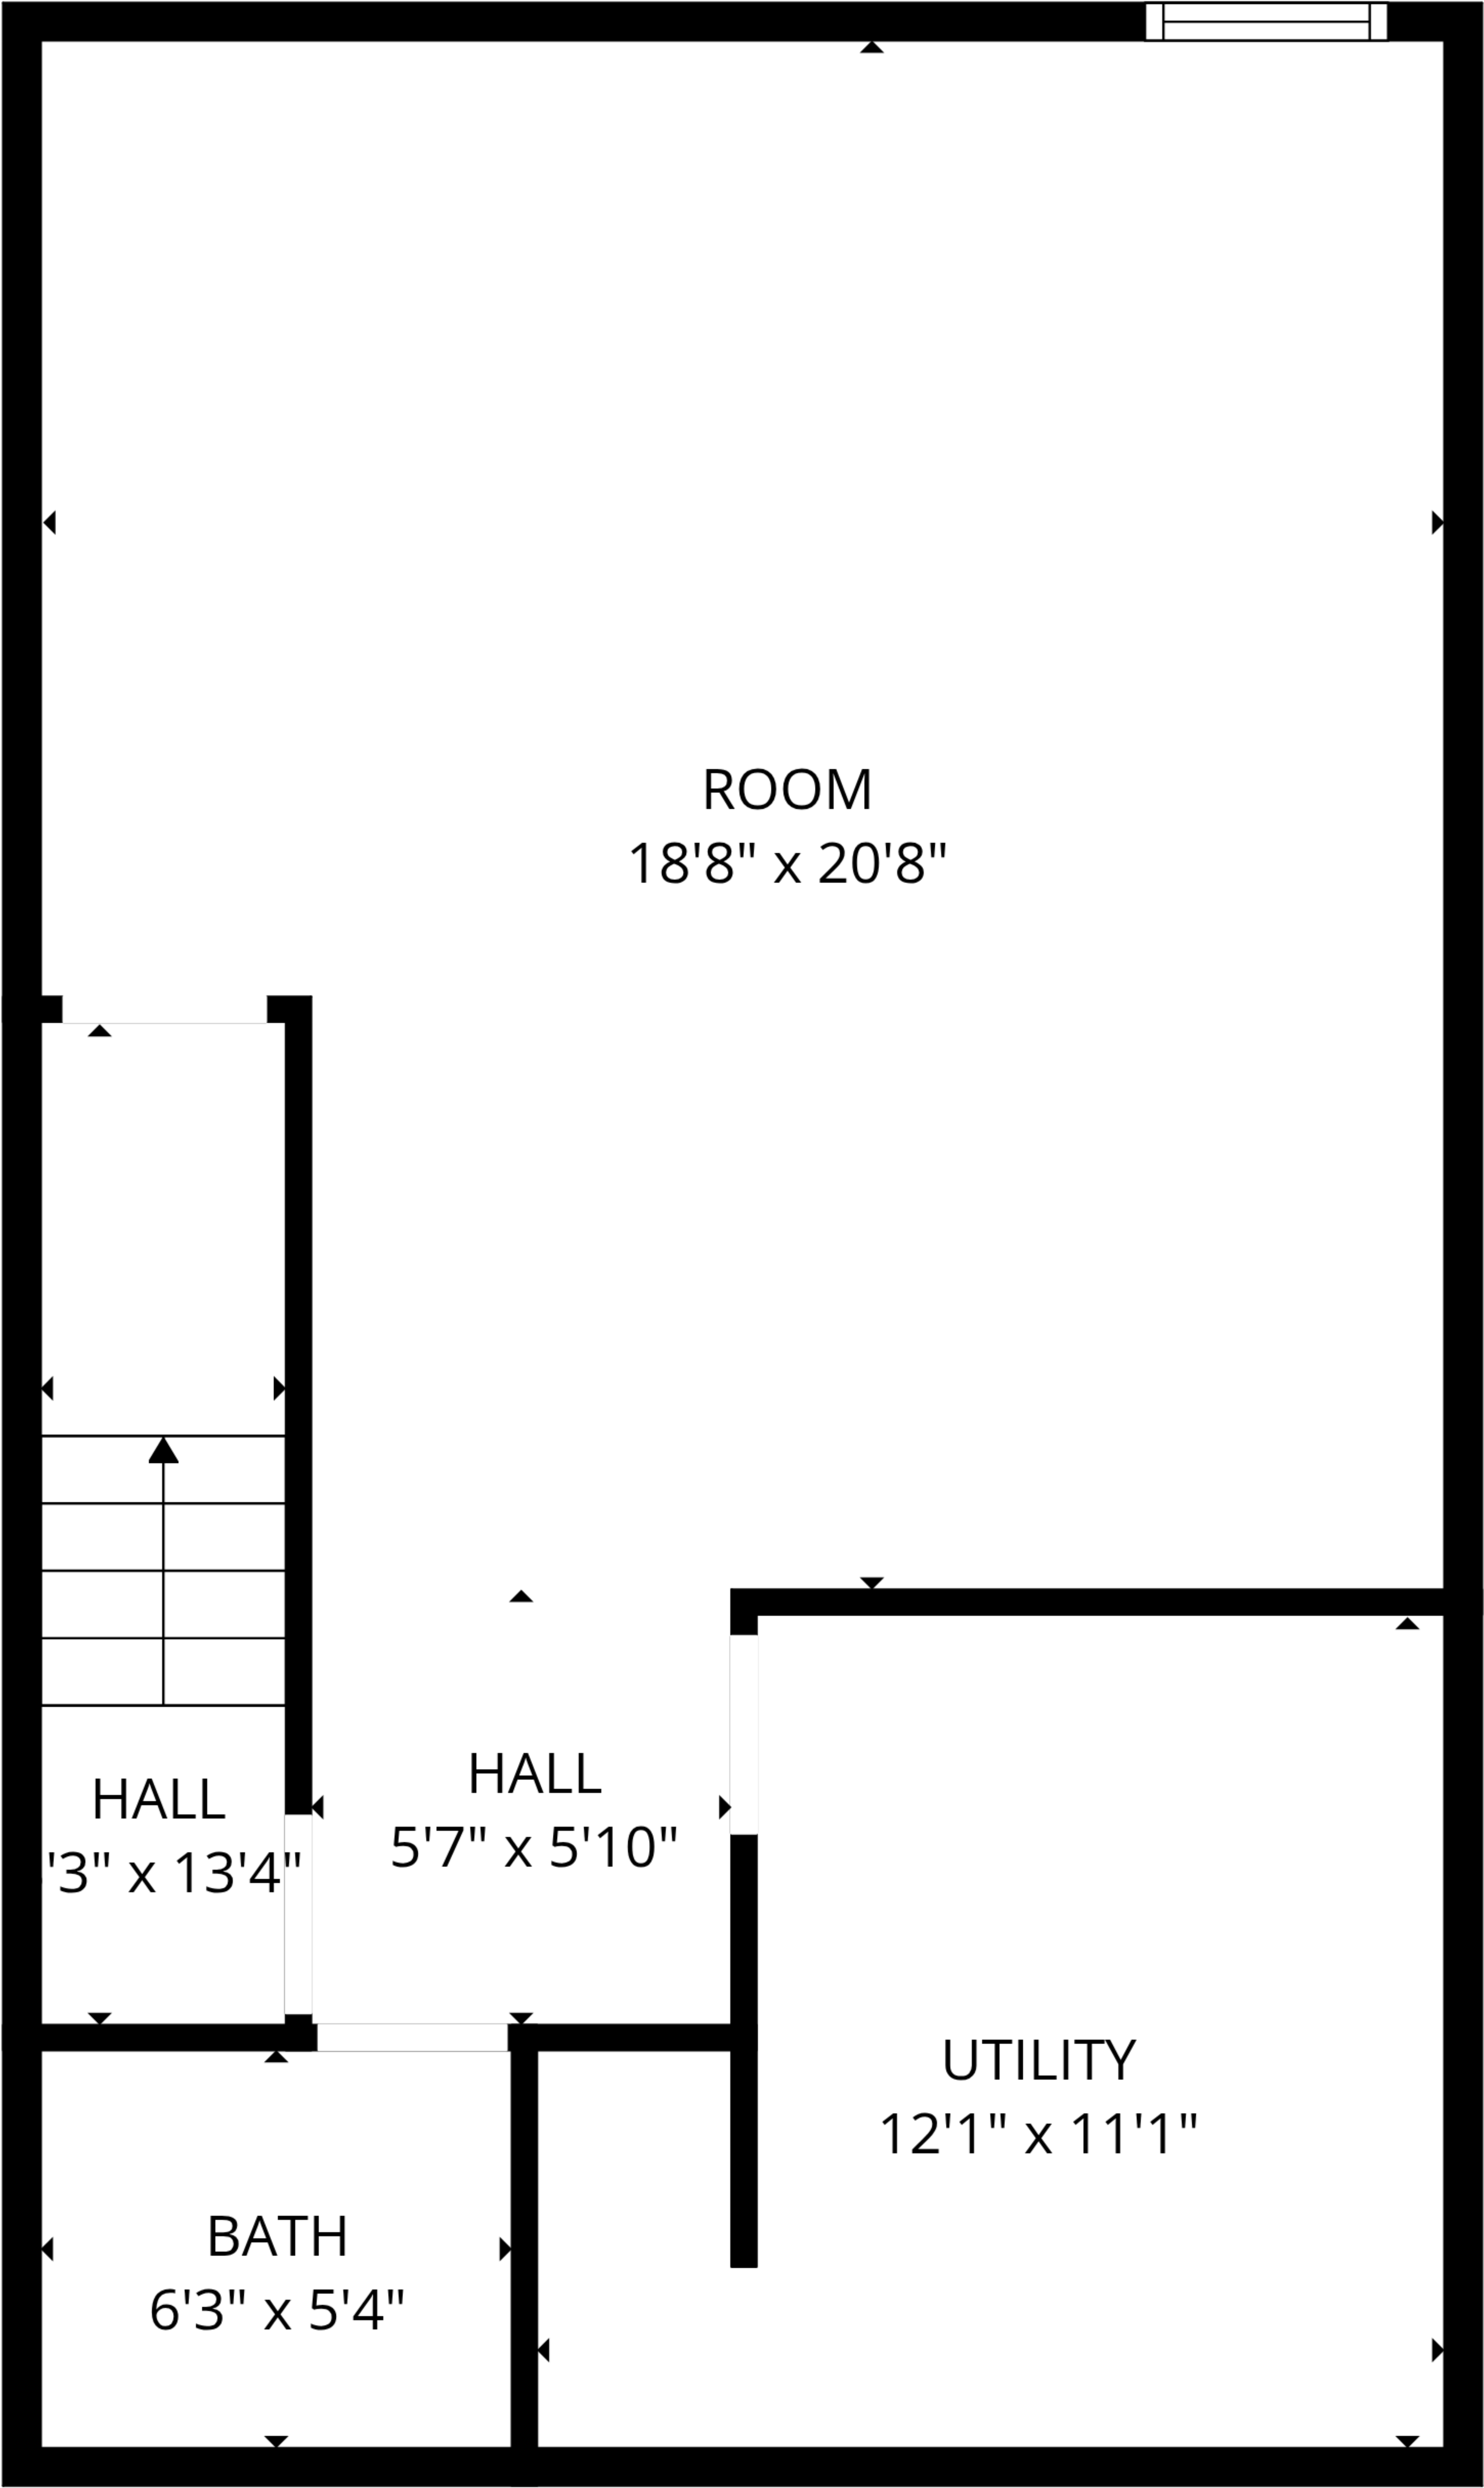 ROOM
18'8" x 20'8"
HALL
5'7" x 5'10"
HALL
'3" x 13'4"
UTILITY
12'1" x 11'1"
BATH
6'3" x 5'4"